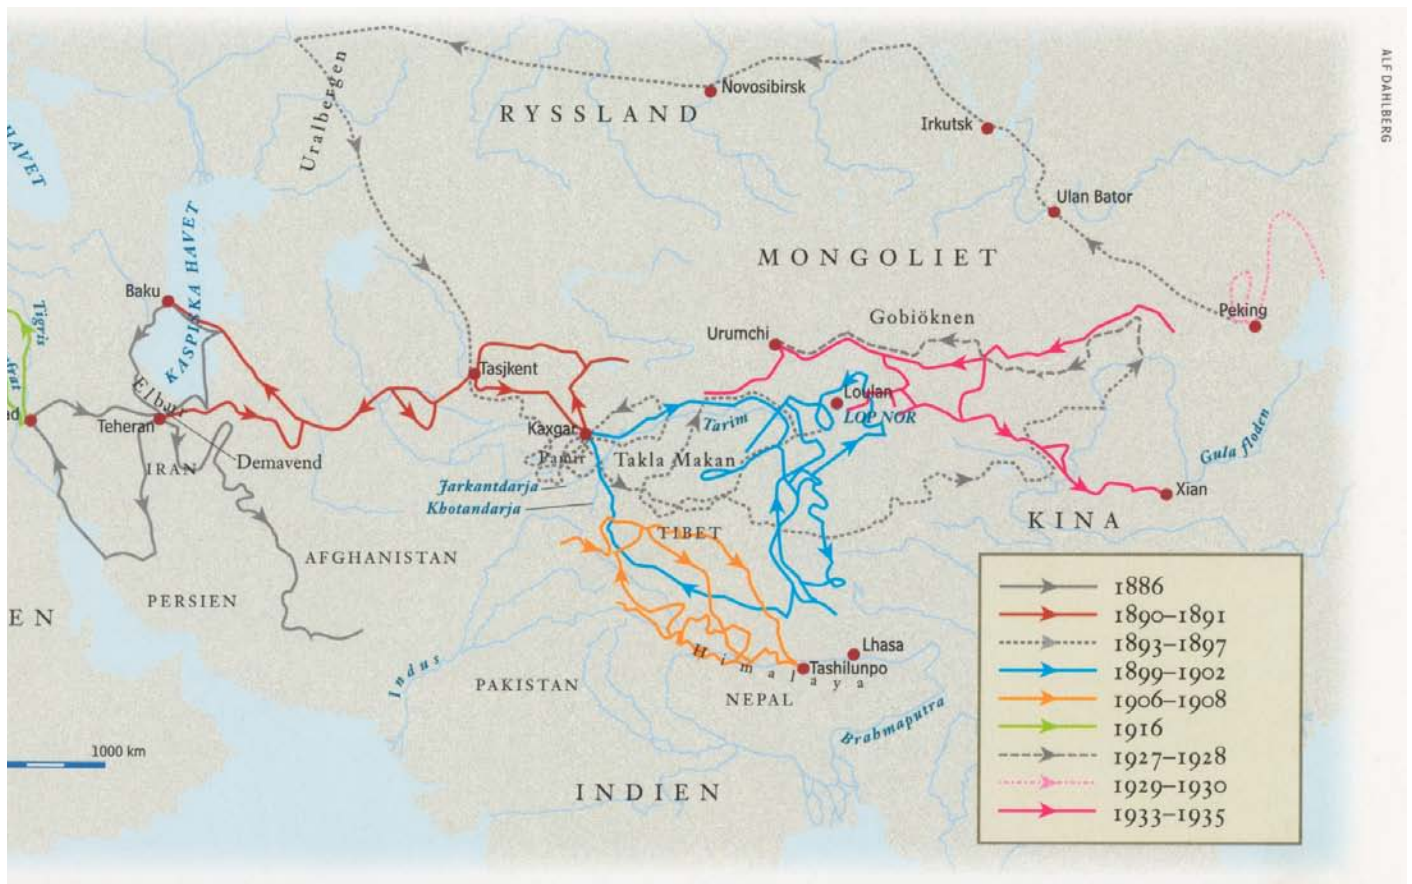 ALF DAHLBERG
Uralbergen
RYSSLAND
Novosibirsk
Irkutsk
Ulan Bator
HAVET
KASPISKA HAVET
MONGOLIET
Baku
Tigris
Urumchi
Gobiöknen
Peking
Tasjkent
Loulan
LOP NOR
Elburs
Teheran
Kaxgar
Tarim
Demavend
IRAN
Pamir
Takla Makan
Gula floden
Jarkantdarja
Khotandarja
Xian
TIBET
KINA
AFGHANISTAN
PERSIEN
EN
Lhasa
Himalaya
Tashilunpo
Indus
PAKISTAN
NEPAL
Brahmaputra
1000 km
INDIEN
1886
1890–1891
1893–1897
1899–1902
1906–1908
1916
1927–1928
1929–1930
1933–1935